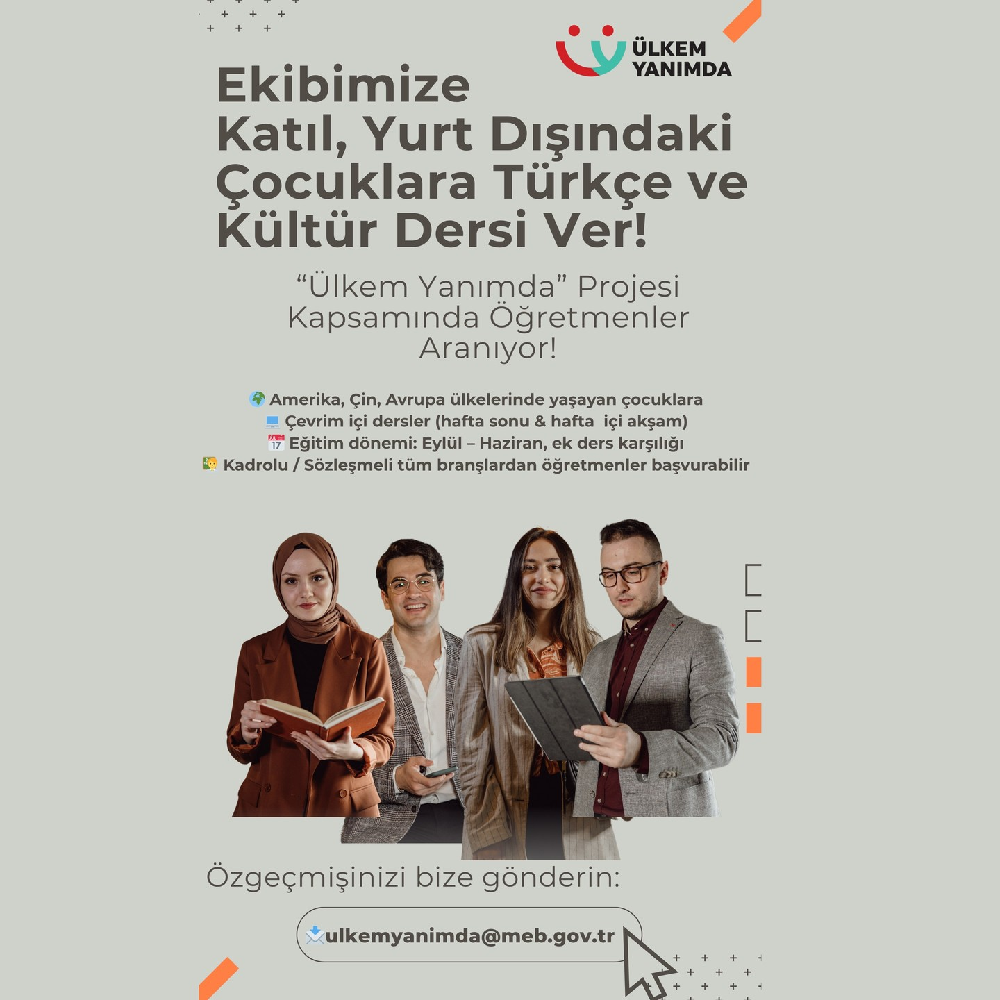 ÜLKEM
YANIMDA
Ekibimize
Katıl, Yurt Dışındaki
Çocuklara Türkçe ve
Kültür Dersi Ver!
“Ülkem Yanımda” Projesi
Kapsamında Öğretmenler
Aranıyor!
Amerika, Çin, Avrupa ülkelerinde yaşayan çocuklara
Çevrim içi dersler (hafta sonu & hafta içi akşam)
Eğitim dönemi: Eylül – Haziran, ek ders karşılığı
Kadrolu / Sözleşmeli tüm branşlardan öğretmenler başvurabilir
Özgeçmişinizi bize gönderin:
ulkemyanimda@meb.gov.tr